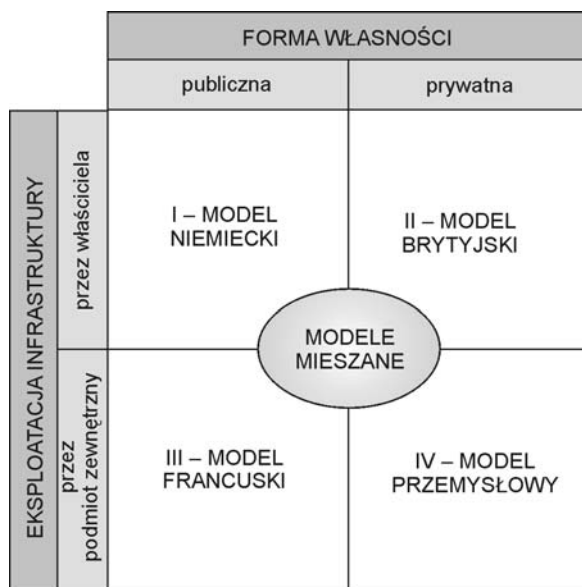 FORMA WŁASNOŚCI
publiczna
prywatna
EKSPLOATACJA INFRASTRUKTURY
przez właściciela
I – MODEL
NIEMIECKI
II – MODEL
BRYTYJSKI
MODELE
MIESZANE
przez
podmiot zewnętrzny
III – MODEL
FRANCUSKI
IV – MODEL
PRZEMYSŁOWY